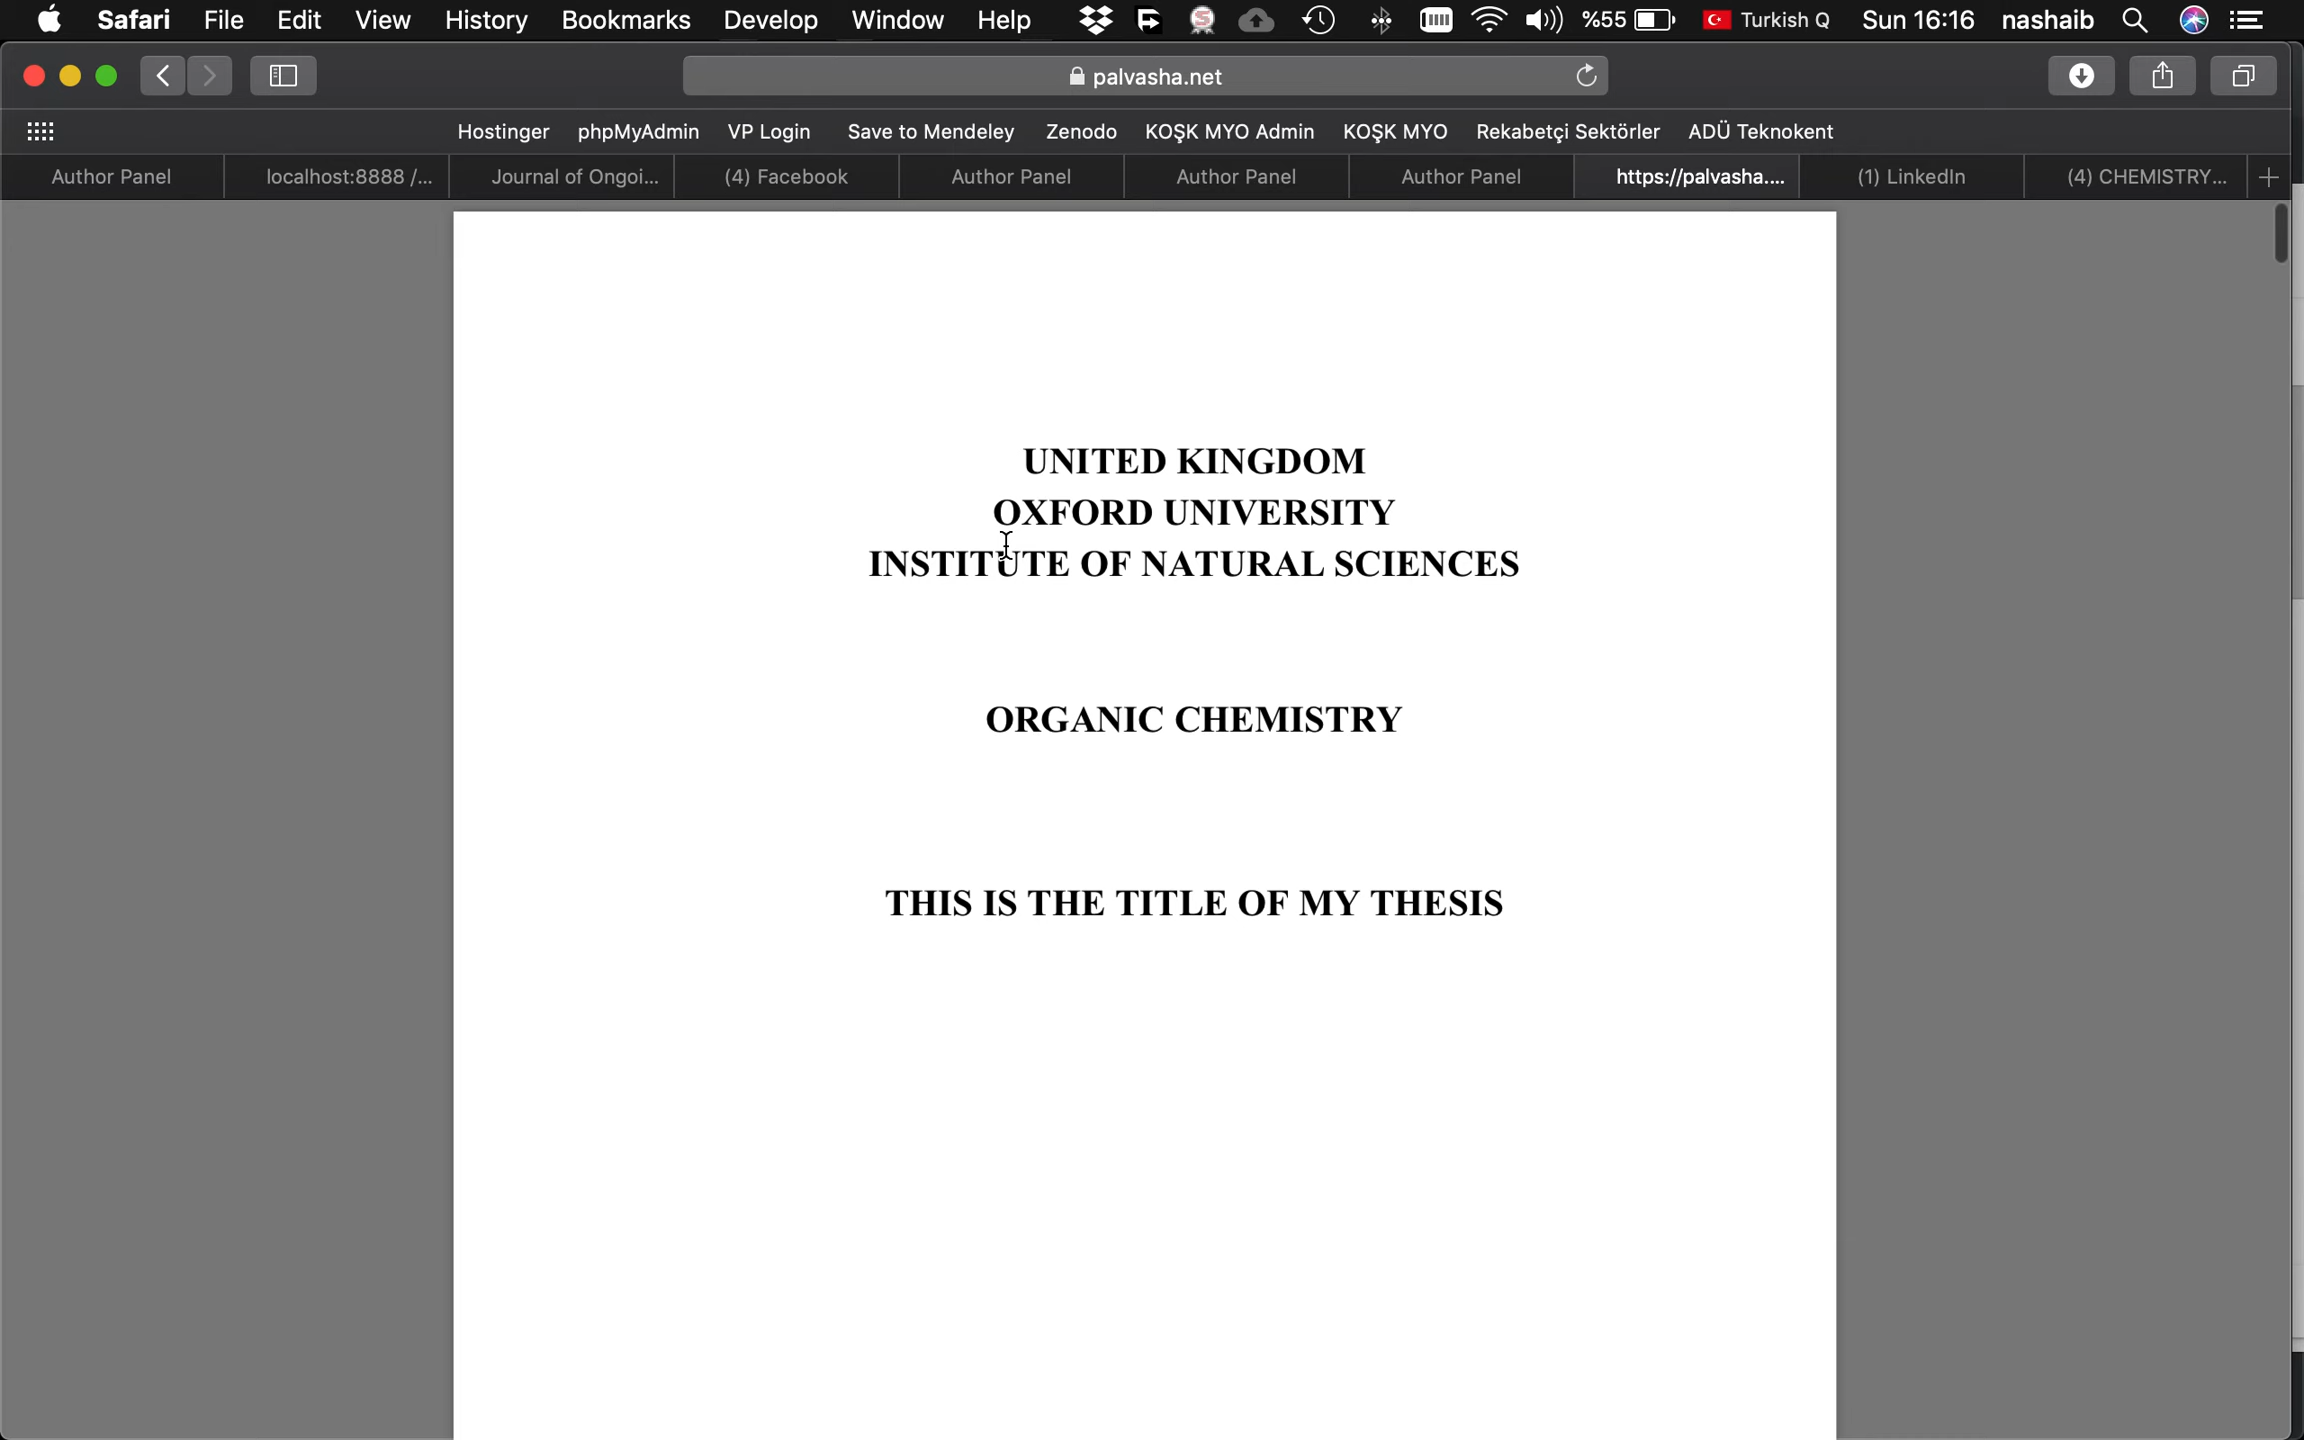 Safari File Edit View History Bookmarks Develop Window Help %55 Turkish Q Sun 16:16 nashaib
palvasha.net
Hostinger phpMyAdmin VP Login Save to Mendeley Zenodo KOŞK MYO Admin KOŞK MYO Rekabetçi Sektörler ADÜ Teknokent
Author Panel localhost:8888 /... Journal of Ongoi... (4) Facebook Author Panel Author Panel Author Panel https://palvasha.... (1) LinkedIn (4) CHEMISTRY...
UNITED KINGDOM
OXFORD UNIVERSITY
INSTITUTE OF NATURAL SCIENCES
ORGANIC CHEMISTRY
THIS IS THE TITLE OF MY THESIS